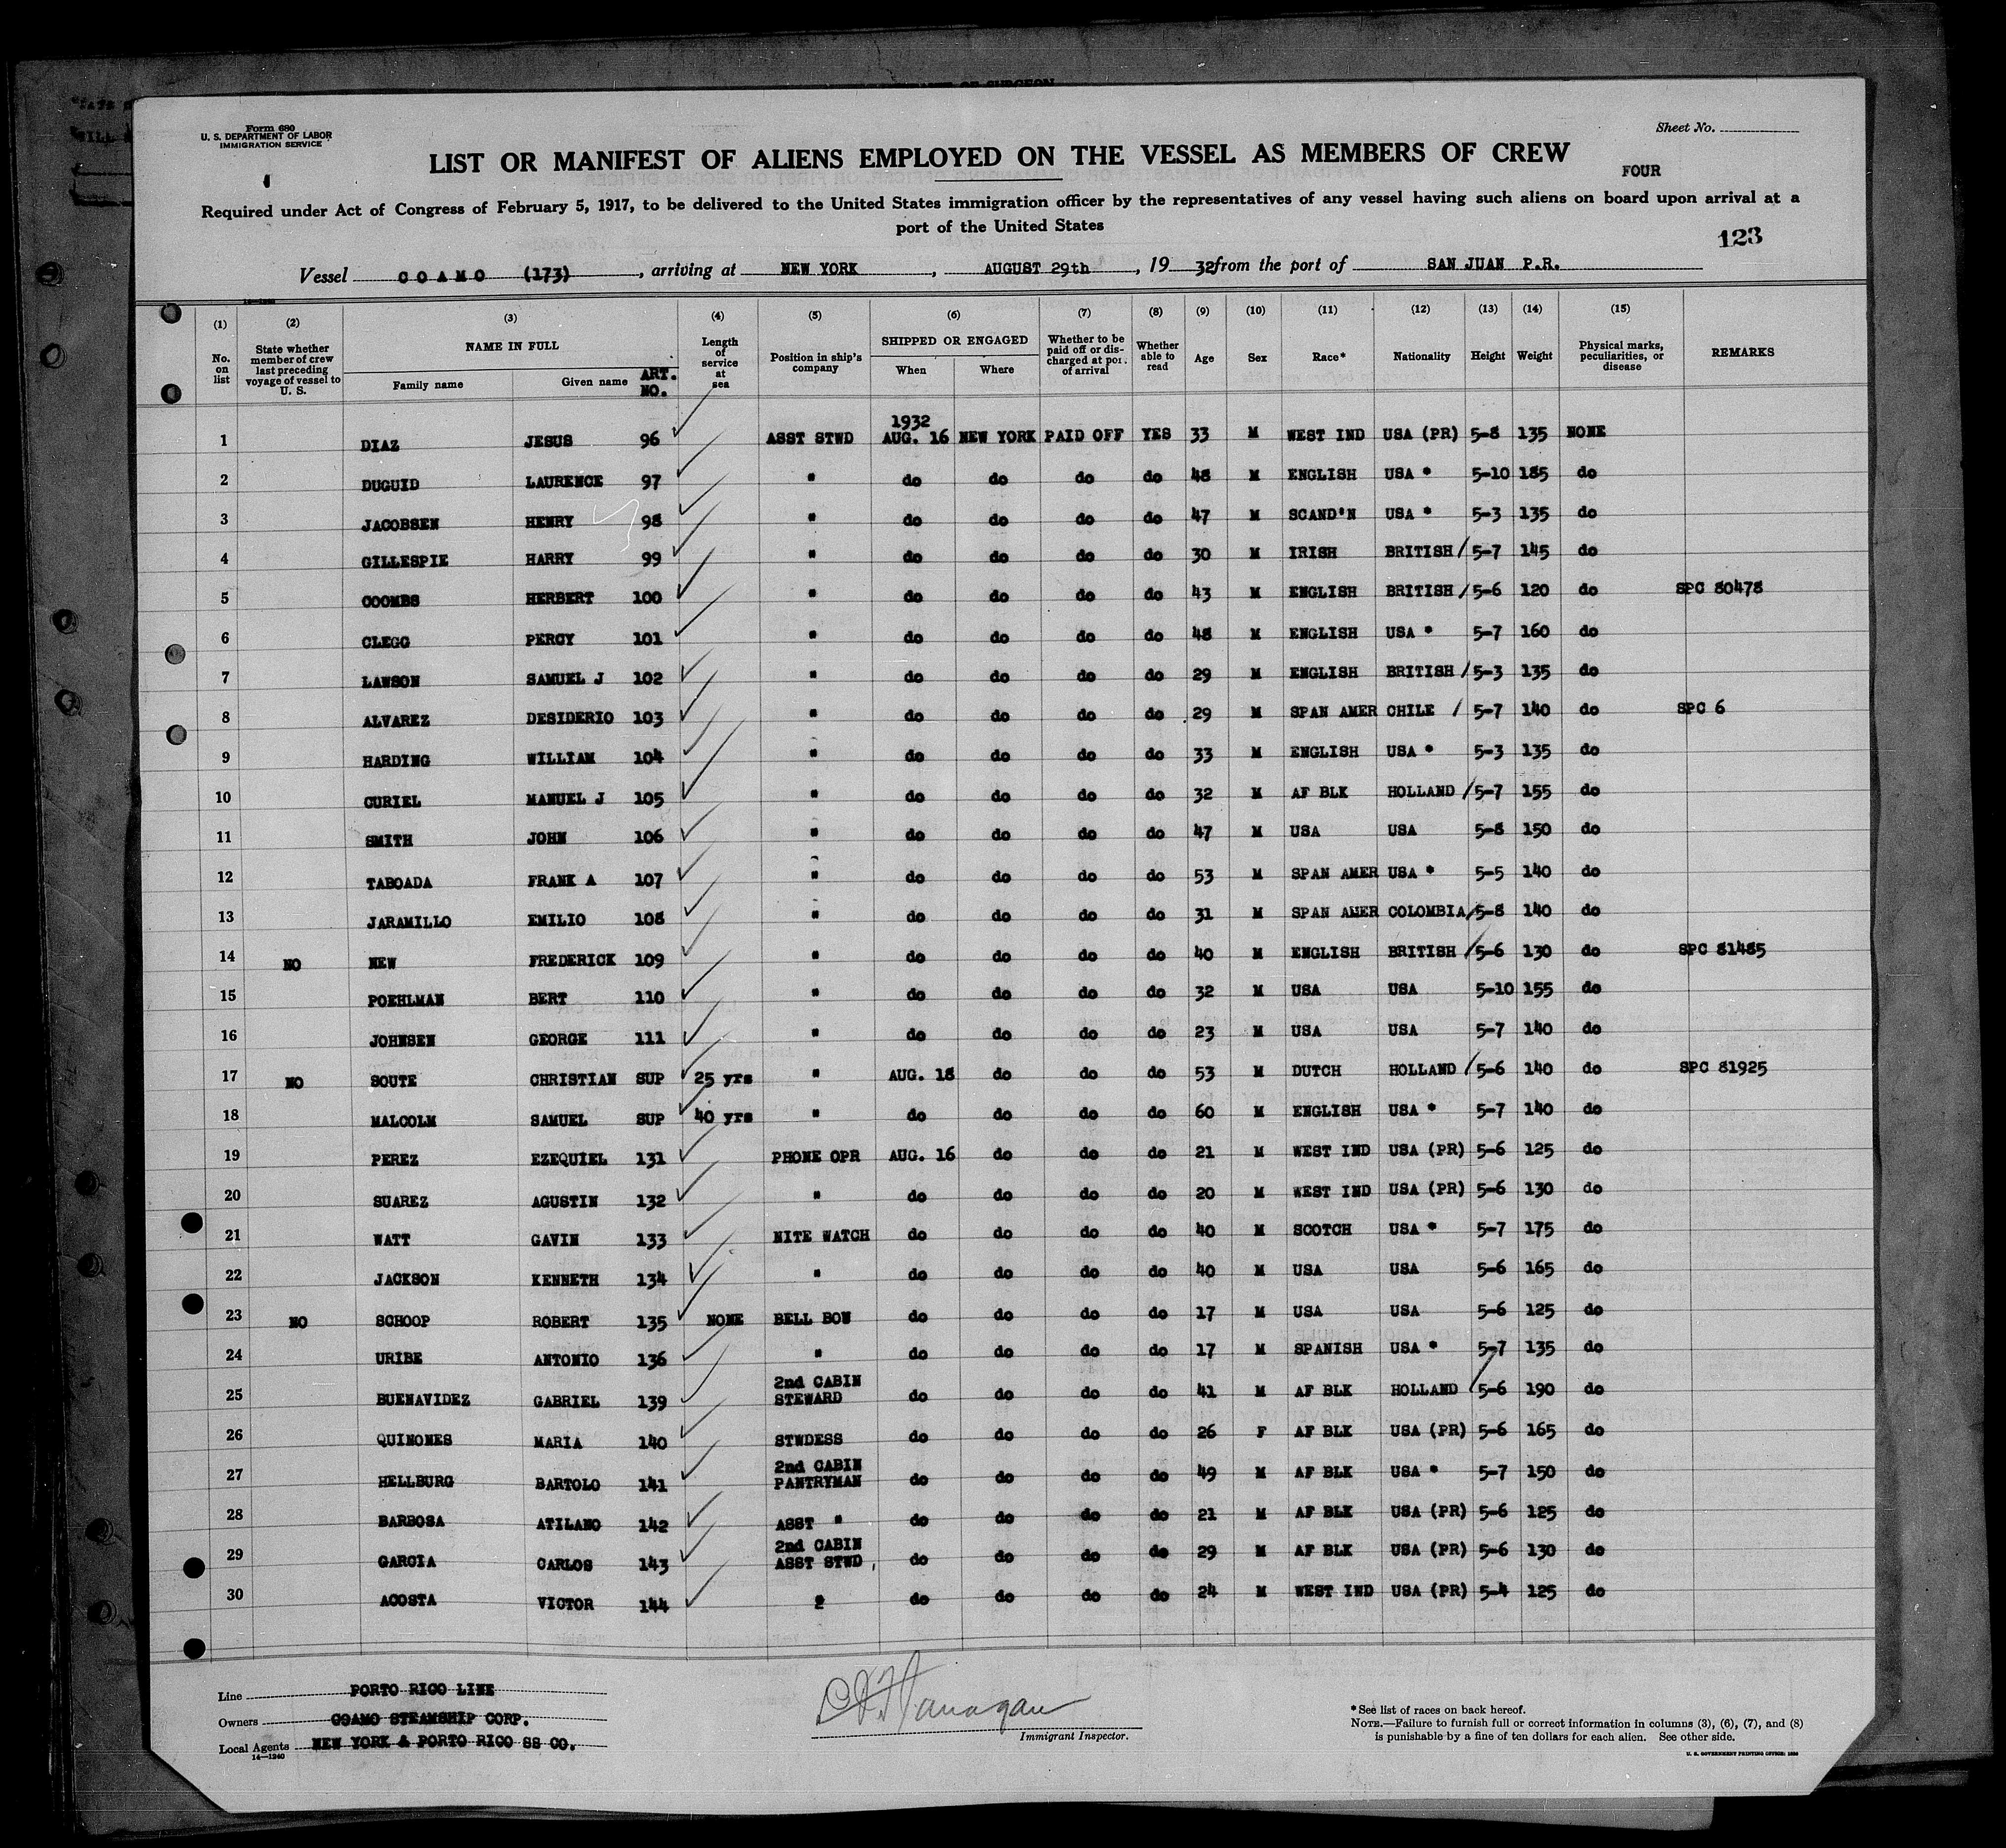 Form 680
U. S. DEPARTMENT OF LABOR
IMMIGRATION SERVICE
Sheet No.
LIST OR MANIFEST OF ALIENS EMPLOYED ON THE VESSEL AS MEMBERS OF CREW
FOUR
Required under Act of Congress of February 5, 1917, to be delivered to the United States immigration officer by the representatives of any vessel having such aliens on board upon arrival at a
port of the United States
123
Vessel COAMO (173), arriving at NEW YORK, AUGUST 29th, 19 32 from the port of SAN JUAN P.R.
(1) (2) (3) (4) (5) (6) (7) (8) (9) (10) (11) (12) (13) (14) (15)
No. on list State whether member of crew last preceding voyage of vessel to U. S. NAME IN FULL Family name Given name ART. NO. Length of service at sea Position in ship's company SHIPPED OR ENGAGED When Where Whether to be paid off or discharged at port of arrival Whether able to read Age Sex Race* Nationality Height Weight Physical marks, peculiarities, or disease REMARKS
1932
1 DIAZ JESUS 96 ASST STWD AUG. 16 NEW YORK PAID OFF YES 33 M WEST IND USA (PR) 5-8 135 NONE
2 DUGUID LAURENCE 97 " do do do do 48 M ENGLISH USA * 5-10 185 do
3 JACOBSEN HENRY 98 " do do do do 47 M SCAND'N USA * 5-3 135 do
4 GILLESPIE HARRY 99 " do do do do 30 M IRISH BRITISH / 5-7 145 do
5 COOMBS HERBERT 100 " do do do do 43 M ENGLISH BRITISH / 5-6 120 do SPC 80478
6 CLEGG PERCY 101 " do do do do 48 M ENGLISH USA * 5-7 160 do
7 LAWSON SAMUEL J 102 " do do do do 29 M ENGLISH BRITISH / 5-3 135 do
8 ALVAREZ DESIDERIO 103 " do do do do 29 M SPAN AMER CHILE / 5-7 140 do SPC 6
9 HARDING WILLIAM 104 " do do do do 33 M ENGLISH USA * 5-3 135 do
10 CURIEL MANUEL J 105 " do do do do 32 M AF BLK HOLLAND / 5-7 155 do
11 SMITH JOHN 106 " do do do do 47 M USA USA 5-8 150 do
12 TABOADA FRANK A 107 " do do do do 53 M SPAN AMER USA * 5-5 140 do
13 JARAMILLO EMILIO 108 " do do do do 31 M SPAN AMER COLOMBIA / 5-8 140 do
14 NO NEW FREDERICK 109 " do do do do 40 M ENGLISH BRITISH / 5-6 130 do SPC 81485
15 POEHLMAN BERT 110 " do do do do 32 M USA USA 5-10 155 do
16 JOHNSEN GEORGE 111 " do do do do 23 M USA USA 5-7 140 do
17 NO SOUTE CHRISTIAN SUP 25 yrs " AUG. 18 do do do 53 M DUTCH HOLLAND / 5-6 140 do SPC 81925
18 MALCOLM SAMUEL SUP 40 yrs " do do do do 60 M ENGLISH USA * 5-7 140 do
19 PEREZ EZEQUIEL 131 PHONE OPR AUG. 16 do do do 21 M WEST IND USA (PR) 5-6 125 do
20 SUAREZ AGUSTIN 132 " do do do do 20 M WEST IND USA (PR) 5-6 130 do
21 WATT GAVIN 133 NITE WATCH do do do do 40 M SCOTCH USA * 5-7 175 do
22 JACKSON KENNETH 134 " do do do do 40 M USA USA 5-6 165 do
23 NO SCHOOP ROBERT 135 NONE BELL BOW do do do do 17 M USA USA 5-6 125 do
24 URIBE ANTONIO 136 " do do do do 17 M SPANISH USA * 5-7 135 do
25 BUENAVIDEZ GABRIEL 139 2nd CABIN STEWARD do do do do 41 M AF BLK HOLLAND / 5-6 190 do
26 QUINONES MARIA 140 STWDESS do do do do 26 F AF BLK USA (PR) 5-6 165 do
27 HELLBURG BARTOLO 141 2nd CABIN PANTRYMAN do do do do 49 M AF BLK USA * 5-7 150 do
28 BARBOSA ATILANO 142 ASST " do do do do 21 M AF BLK USA (PR) 5-6 125 do
29 GARCIA CARLOS 143 2nd CABIN ASST STWD do do do do 29 M AF BLK USA (PR) 5-6 130 do
30 ACOSTA VICTOR 144 " do do do do 24 M WEST IND USA (PR) 5-4 125 do
Line PORTO RICO LINE
Owners COAMO STEAMSHIP CORP.
Local Agents NEW YORK & PORTO RICO SS CO.
14—1240
Immigrant Inspector.
* See list of races on back hereof.
NOTE.—Failure to furnish full or correct information in columns (3), (6), (7), and (8)
is punishable by a fine of ten dollars for each alien. See other side.
U. S. GOVERNMENT PRINTING OFFICE: 1930